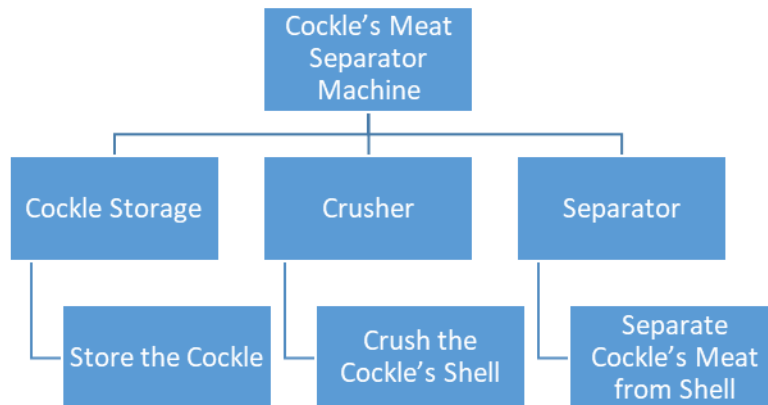 Cockle’s Meat
Separator
Machine
Cockle Storage
Crusher
Separator
Store the Cockle
Crush the
Cockle’s Shell
Separate
Cockle’s Meat
from Shell